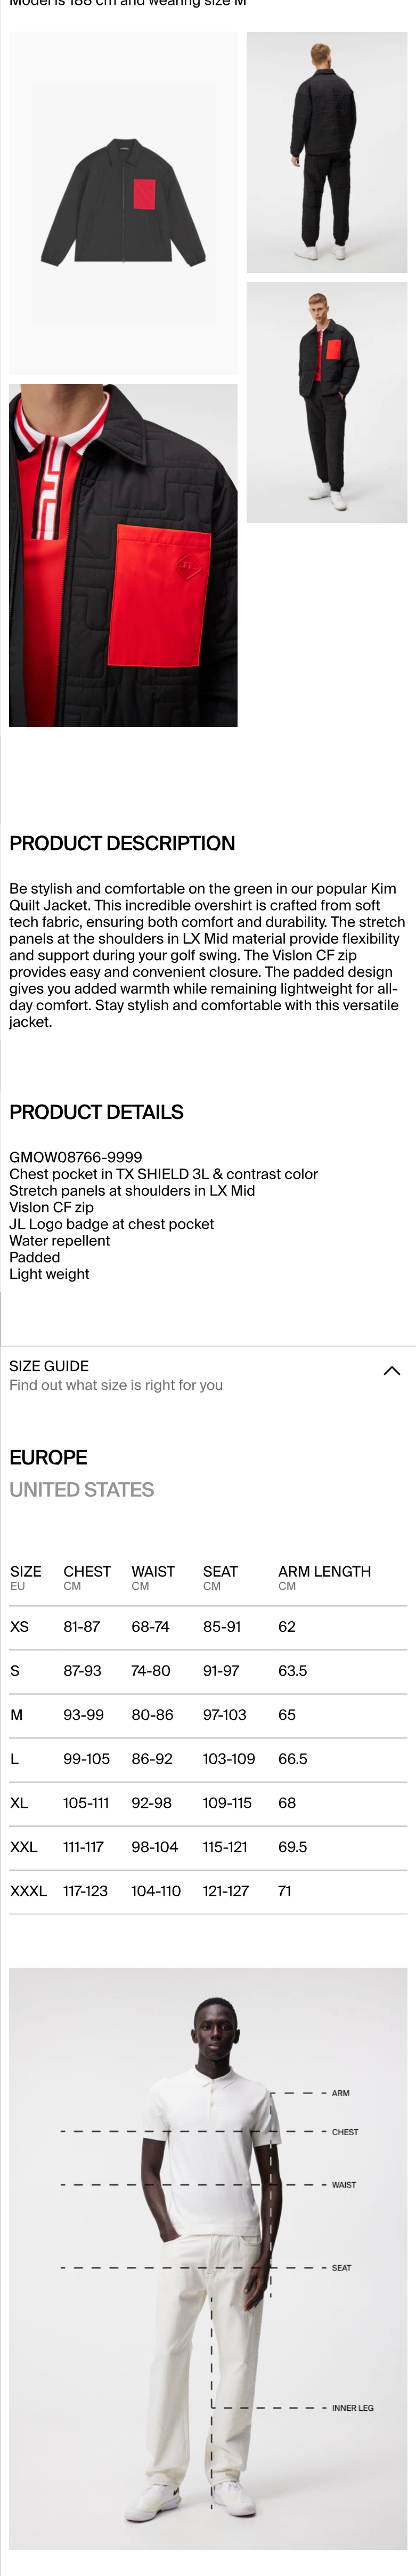 Model is 188 cm and wearing size M
PRODUCT DESCRIPTION
Be stylish and comfortable on the green in our popular Kim
Quilt Jacket. This incredible overshirt is crafted from soft
tech fabric, ensuring both comfort and durability. The stretch
panels at the shoulders in LX Mid material provide flexibility
and support during your golf swing. The Vislon CF zip
provides easy and convenient closure. The padded design
gives you added warmth while remaining lightweight for all-
day comfort. Stay stylish and comfortable with this versatile
jacket.
PRODUCT DETAILS
GMOW08766-9999
Chest pocket in TX SHIELD 3L & contrast color
Stretch panels at shoulders in LX Mid
Vislon CF zip
JL Logo badge at chest pocket
Water repellent
Padded
Light weight
SIZE GUIDE
Find out what size is right for you
EUROPE
UNITED STATES
SIZE CHEST WAIST SEAT ARM LENGTH
EU CM CM CM CM
XS 81-87 68-74 85-91 62
S 87-93 74-80 91-97 63.5
M 93-99 80-86 97-103 65
L 99-105 86-92 103-109 66.5
XL 105-111 92-98 109-115 68
XXL 111-117 98-104 115-121 69.5
XXXL 117-123 104-110 121-127 71
ARM
CHEST
WAIST
SEAT
INNER LEG